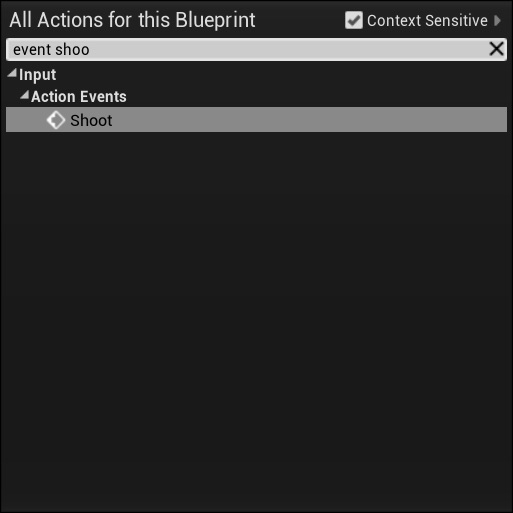 All Actions for this Blueprint Context Sensitive
event shoo
Input
Action Events
Shoot